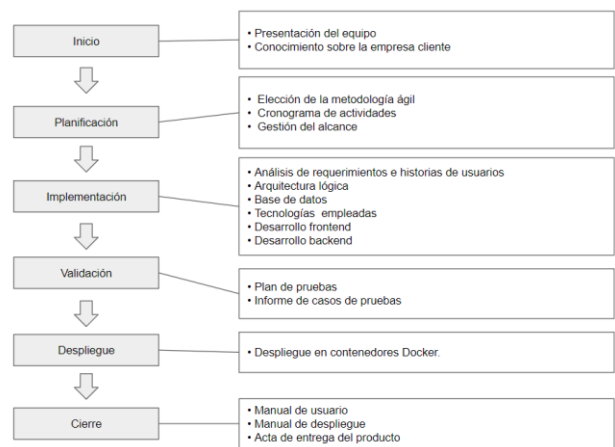 Inicio
• Presentación del equipo
• Conocimiento sobre la empresa cliente
Planificación
• Elección de la metodología ágil
• Cronograma de actividades
• Gestión del alcance
Implementación
• Análisis de requerimientos e historias de usuarios
• Arquitectura lógica
• Base de datos
• Tecnologías empleadas
• Desarrollo frontend
• Desarrollo backend
Validación
• Plan de pruebas
• Informe de casos de pruebas
Despliegue
• Despliegue en contenedores Docker.
Cierre
• Manual de usuario
• Manual de despliegue
• Acta de entrega del producto